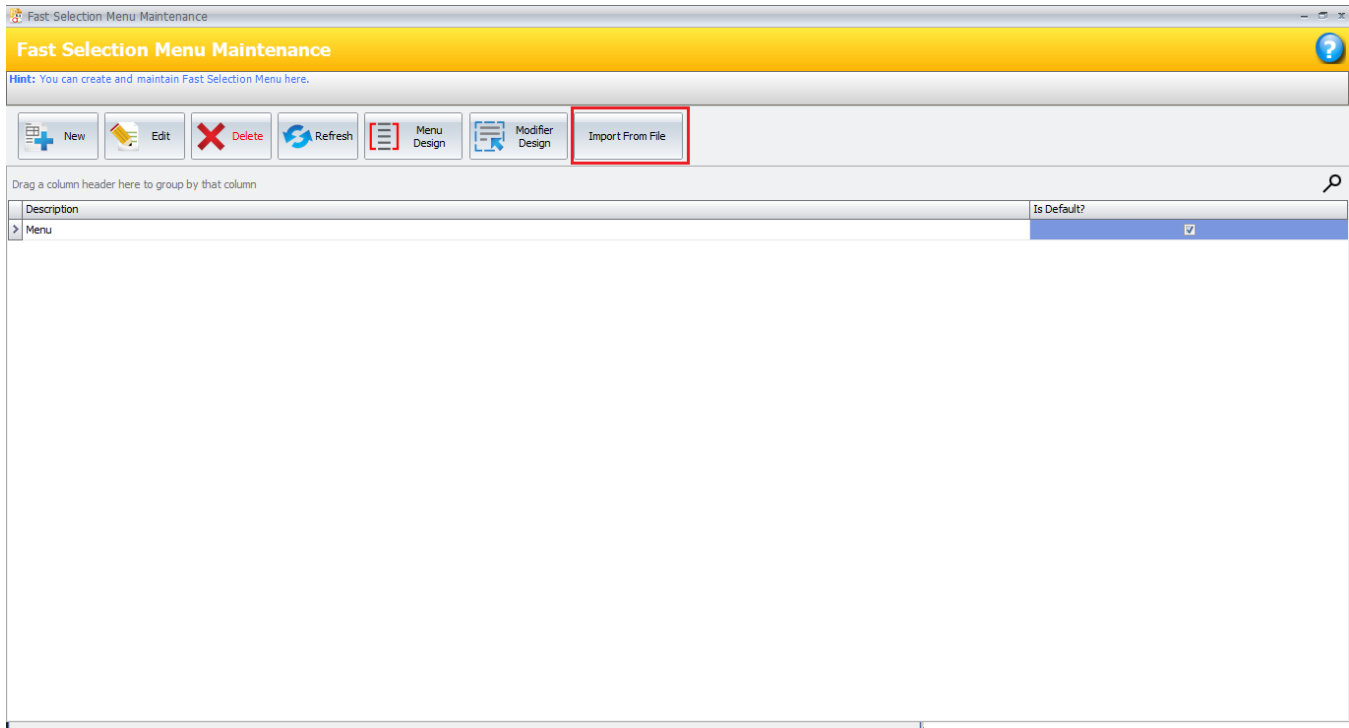 Fast Selection Menu Maintenance
Fast Selection Menu Maintenance
Hint: You can create and maintain Fast Selection Menu here.
New Edit Delete Refresh Menu Design Modifier Design Import From File
Drag a column header here to group by that column
Description Is Default?
Menu